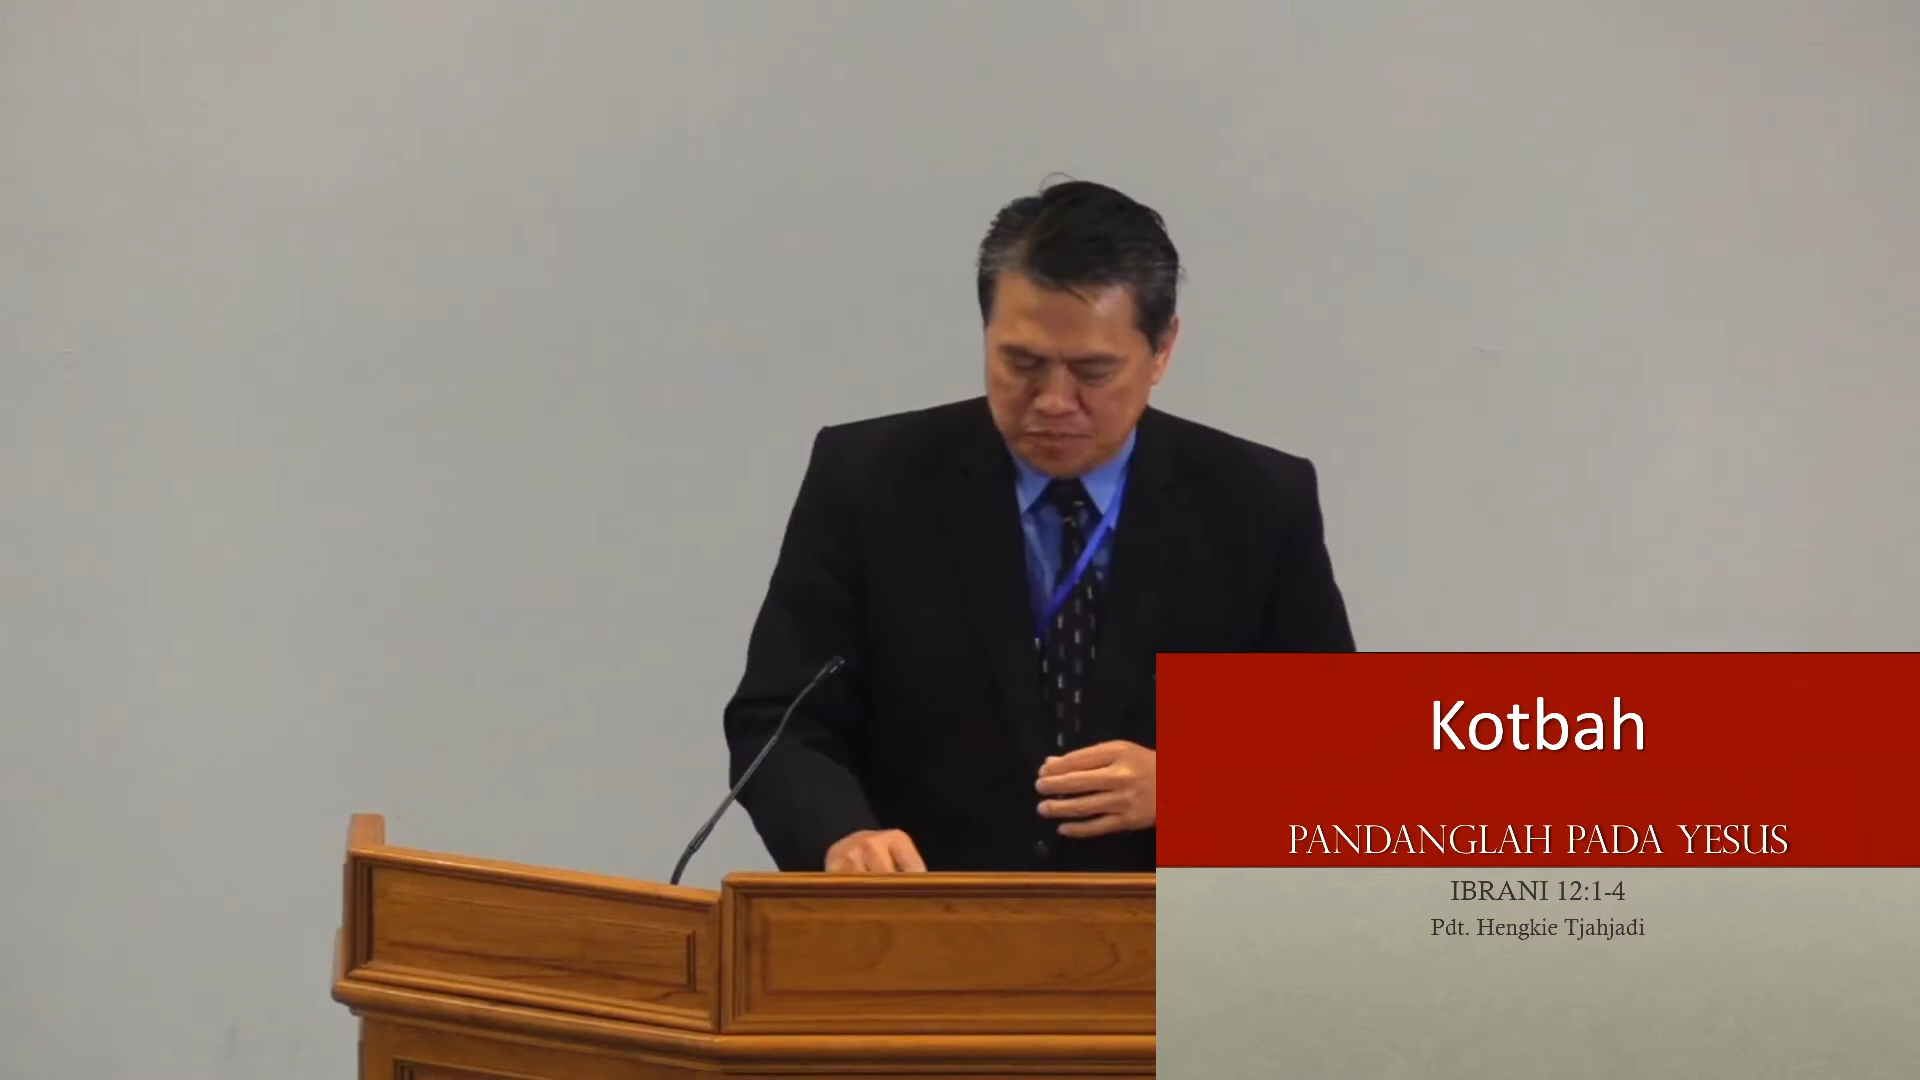 Kotbah
PANDANGLAH PADA YESUS
IBRANI 12:1-4
Pdt. Hengkie Tjahjadi